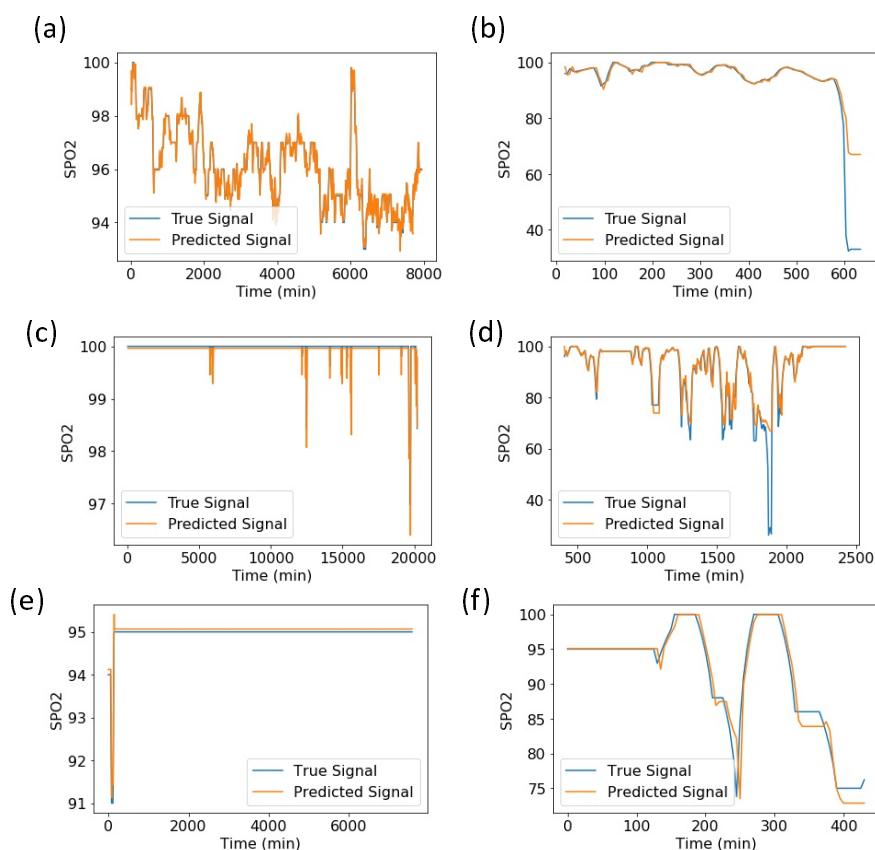 (a)
100
98
96
94
SPO2
True Signal
Predicted Signal
0 2000 4000 6000 8000
Time (min)
(b)
100
80
60
40
SPO2
True Signal
Predicted Signal
0 100 200 300 400 500 600
Time (min)
(c)
100
99
98
97
SPO2
True Signal
Predicted Signal
0 5000 10000 15000 20000
Time (min)
(d)
100
80
60
40
SPO2
True Signal
Predicted Signal
500 1000 1500 2000 2500
Time (min)
(e)
95
94
93
92
91
SPO2
True Signal
Predicted Signal
0 2000 4000 6000
Time (min)
(f)
100
95
90
85
80
75
SPO2
True Signal
Predicted Signal
0 100 200 300 400
Time (min)